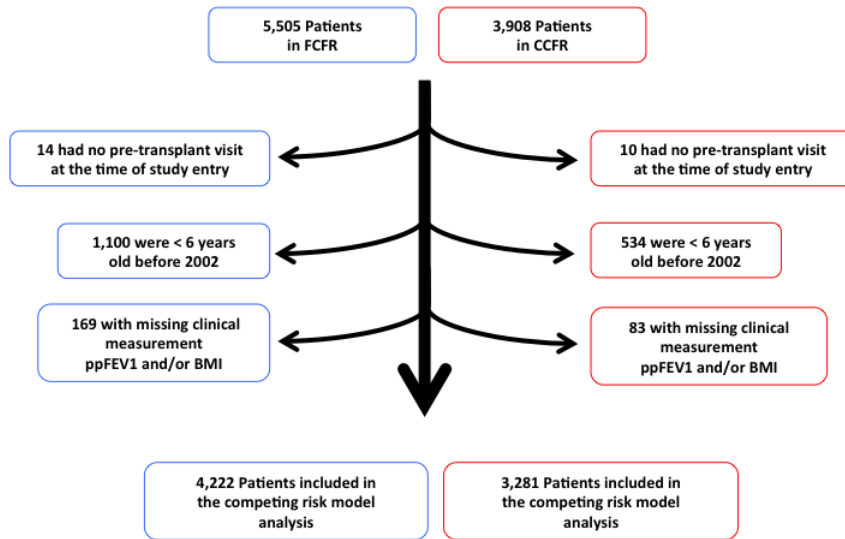 5,505 Patients
in FCFR
3,908 Patients
in CCFR
14 had no pre-transplant visit
at the time of study entry
10 had no pre-transplant visit
at the time of study entry
1,100 were < 6 years
old before 2002
534 were < 6 years
old before 2002
169 with missing clinical
measurement
ppFEV1 and/or BMI
83 with missing clinical
measurement
ppFEV1 and/or BMI
4,222 Patients included in
the competing risk model
analysis
3,281 Patients included in
the competing risk model
analysis